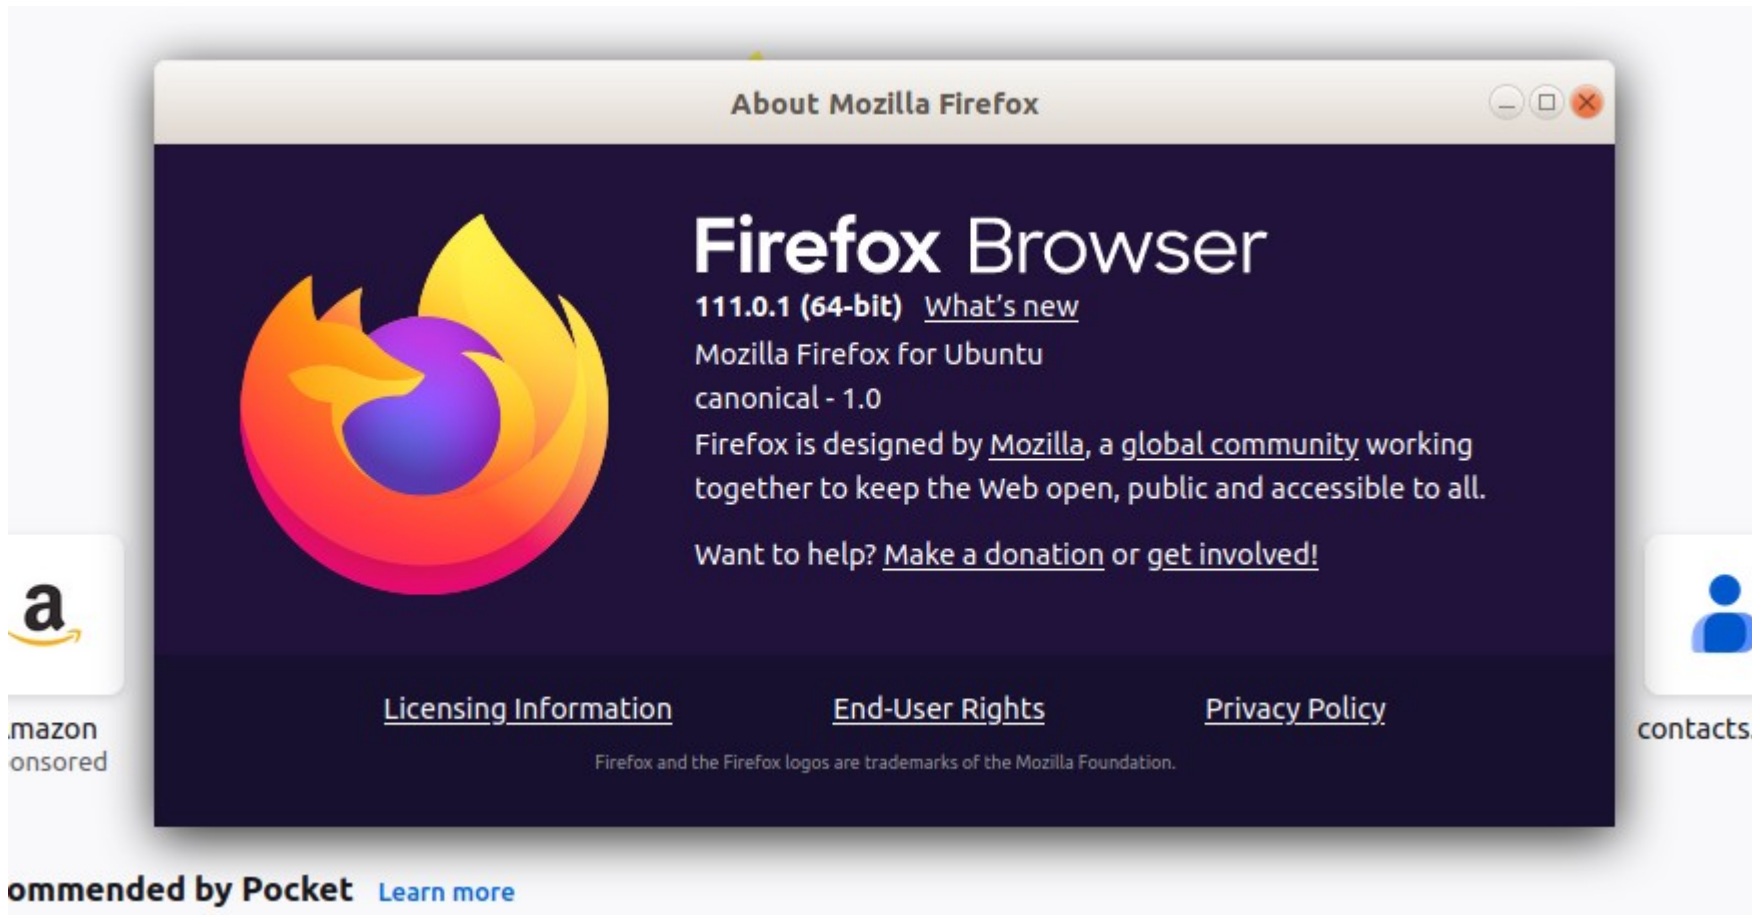 About Mozilla Firefox
Firefox Browser
111.0.1 (64-bit) What’s new
Mozilla Firefox for Ubuntu
canonical - 1.0
Firefox is designed by Mozilla, a global community working
together to keep the Web open, public and accessible to all.
Want to help? Make a donation or get involved!
a
Licensing Information End-User Rights Privacy Policy
mazon
onsored
contacts.
Firefox and the Firefox logos are trademarks of the Mozilla Foundation.
ommended by Pocket Learn more